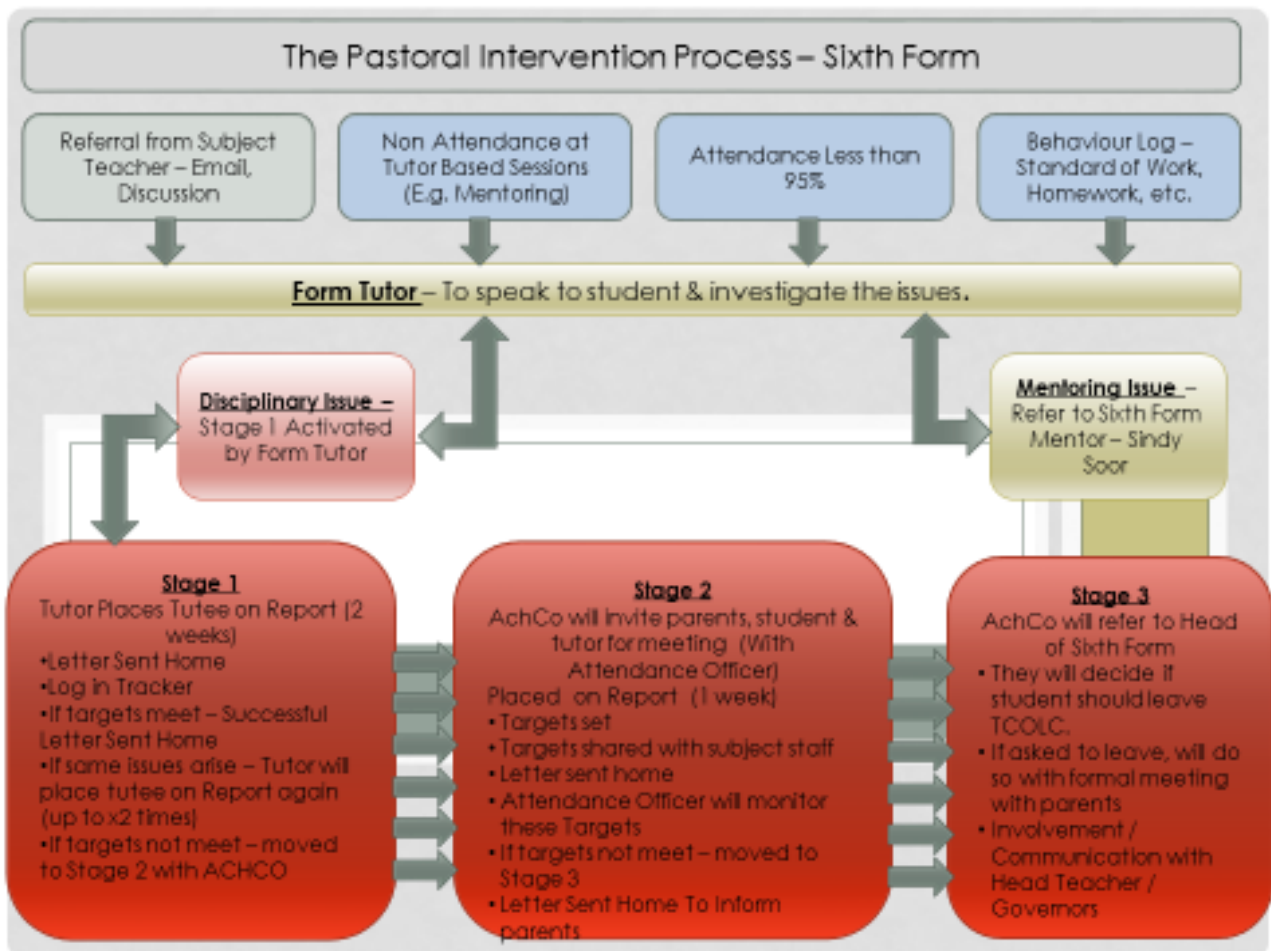 The Pastoral Intervention Process – Sixth Form
Referral from Subject
Teacher – Email,
Discussion
Non Attendance at
Tutor Based Sessions
(E.g. Mentoring)
Attendance Less than
95%
Behaviour Log –
Standard of Work,
Homework, etc.
Form Tutor – To speak to student & investigate the issues.
Disciplinary Issue –
Stage 1 Activated
by Form Tutor
Mentoring Issue –
Refer to Sixth Form
Mentor – Sindy
Soor
Stage 1
Tutor Places Tutee on Report (2
weeks)
•Letter Sent Home
•Log in Tracker
•If targets meet – Successful
Letter Sent Home
•If same issues arise – Tutor will
place tutee on Report again
(up to x2 times)
•If targets not meet – moved
to Stage 2 with ACHCO
Stage 2
AchCo will invite parents, student &
tutor for meeting (With
Attendance Officer)
Placed on Report (1 week)
• Targets set
• Targets shared with subject staff
• Letter sent home
• Attendance Officer will monitor
these Targets
• If targets not meet – moved to
Stage 3
• Letter Sent Home To Inform
parents
Stage 3
AchCo will refer to Head
of Sixth Form
• They will decide if
student should leave
TCOLC.
• If asked to leave, will do
so with formal meeting
with parents
• Involvement /
Communication with
Head Teacher /
Governors